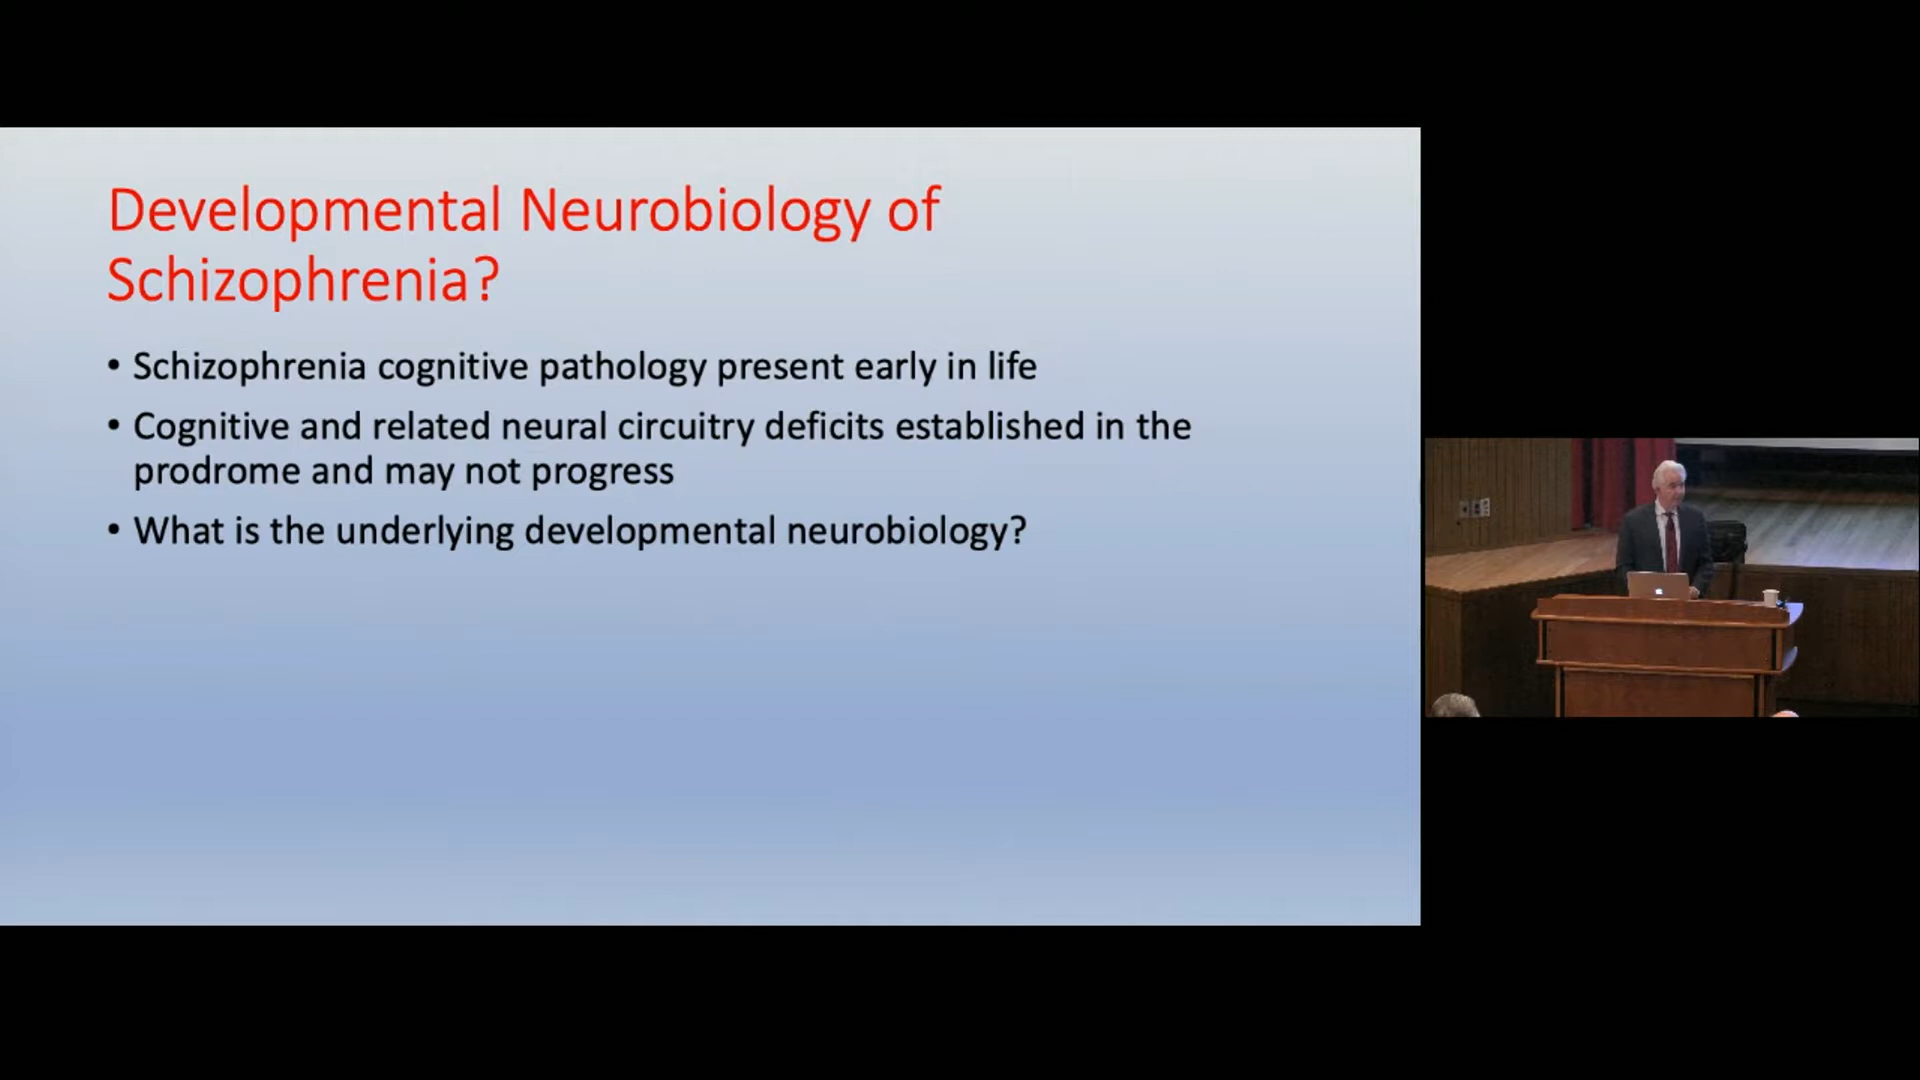 Developmental Neurobiology of
Schizophrenia?
• Schizophrenia cognitive pathology present early in life
• Cognitive and related neural circuitry deficits established in the
prodrome and may not progress
• What is the underlying developmental neurobiology?